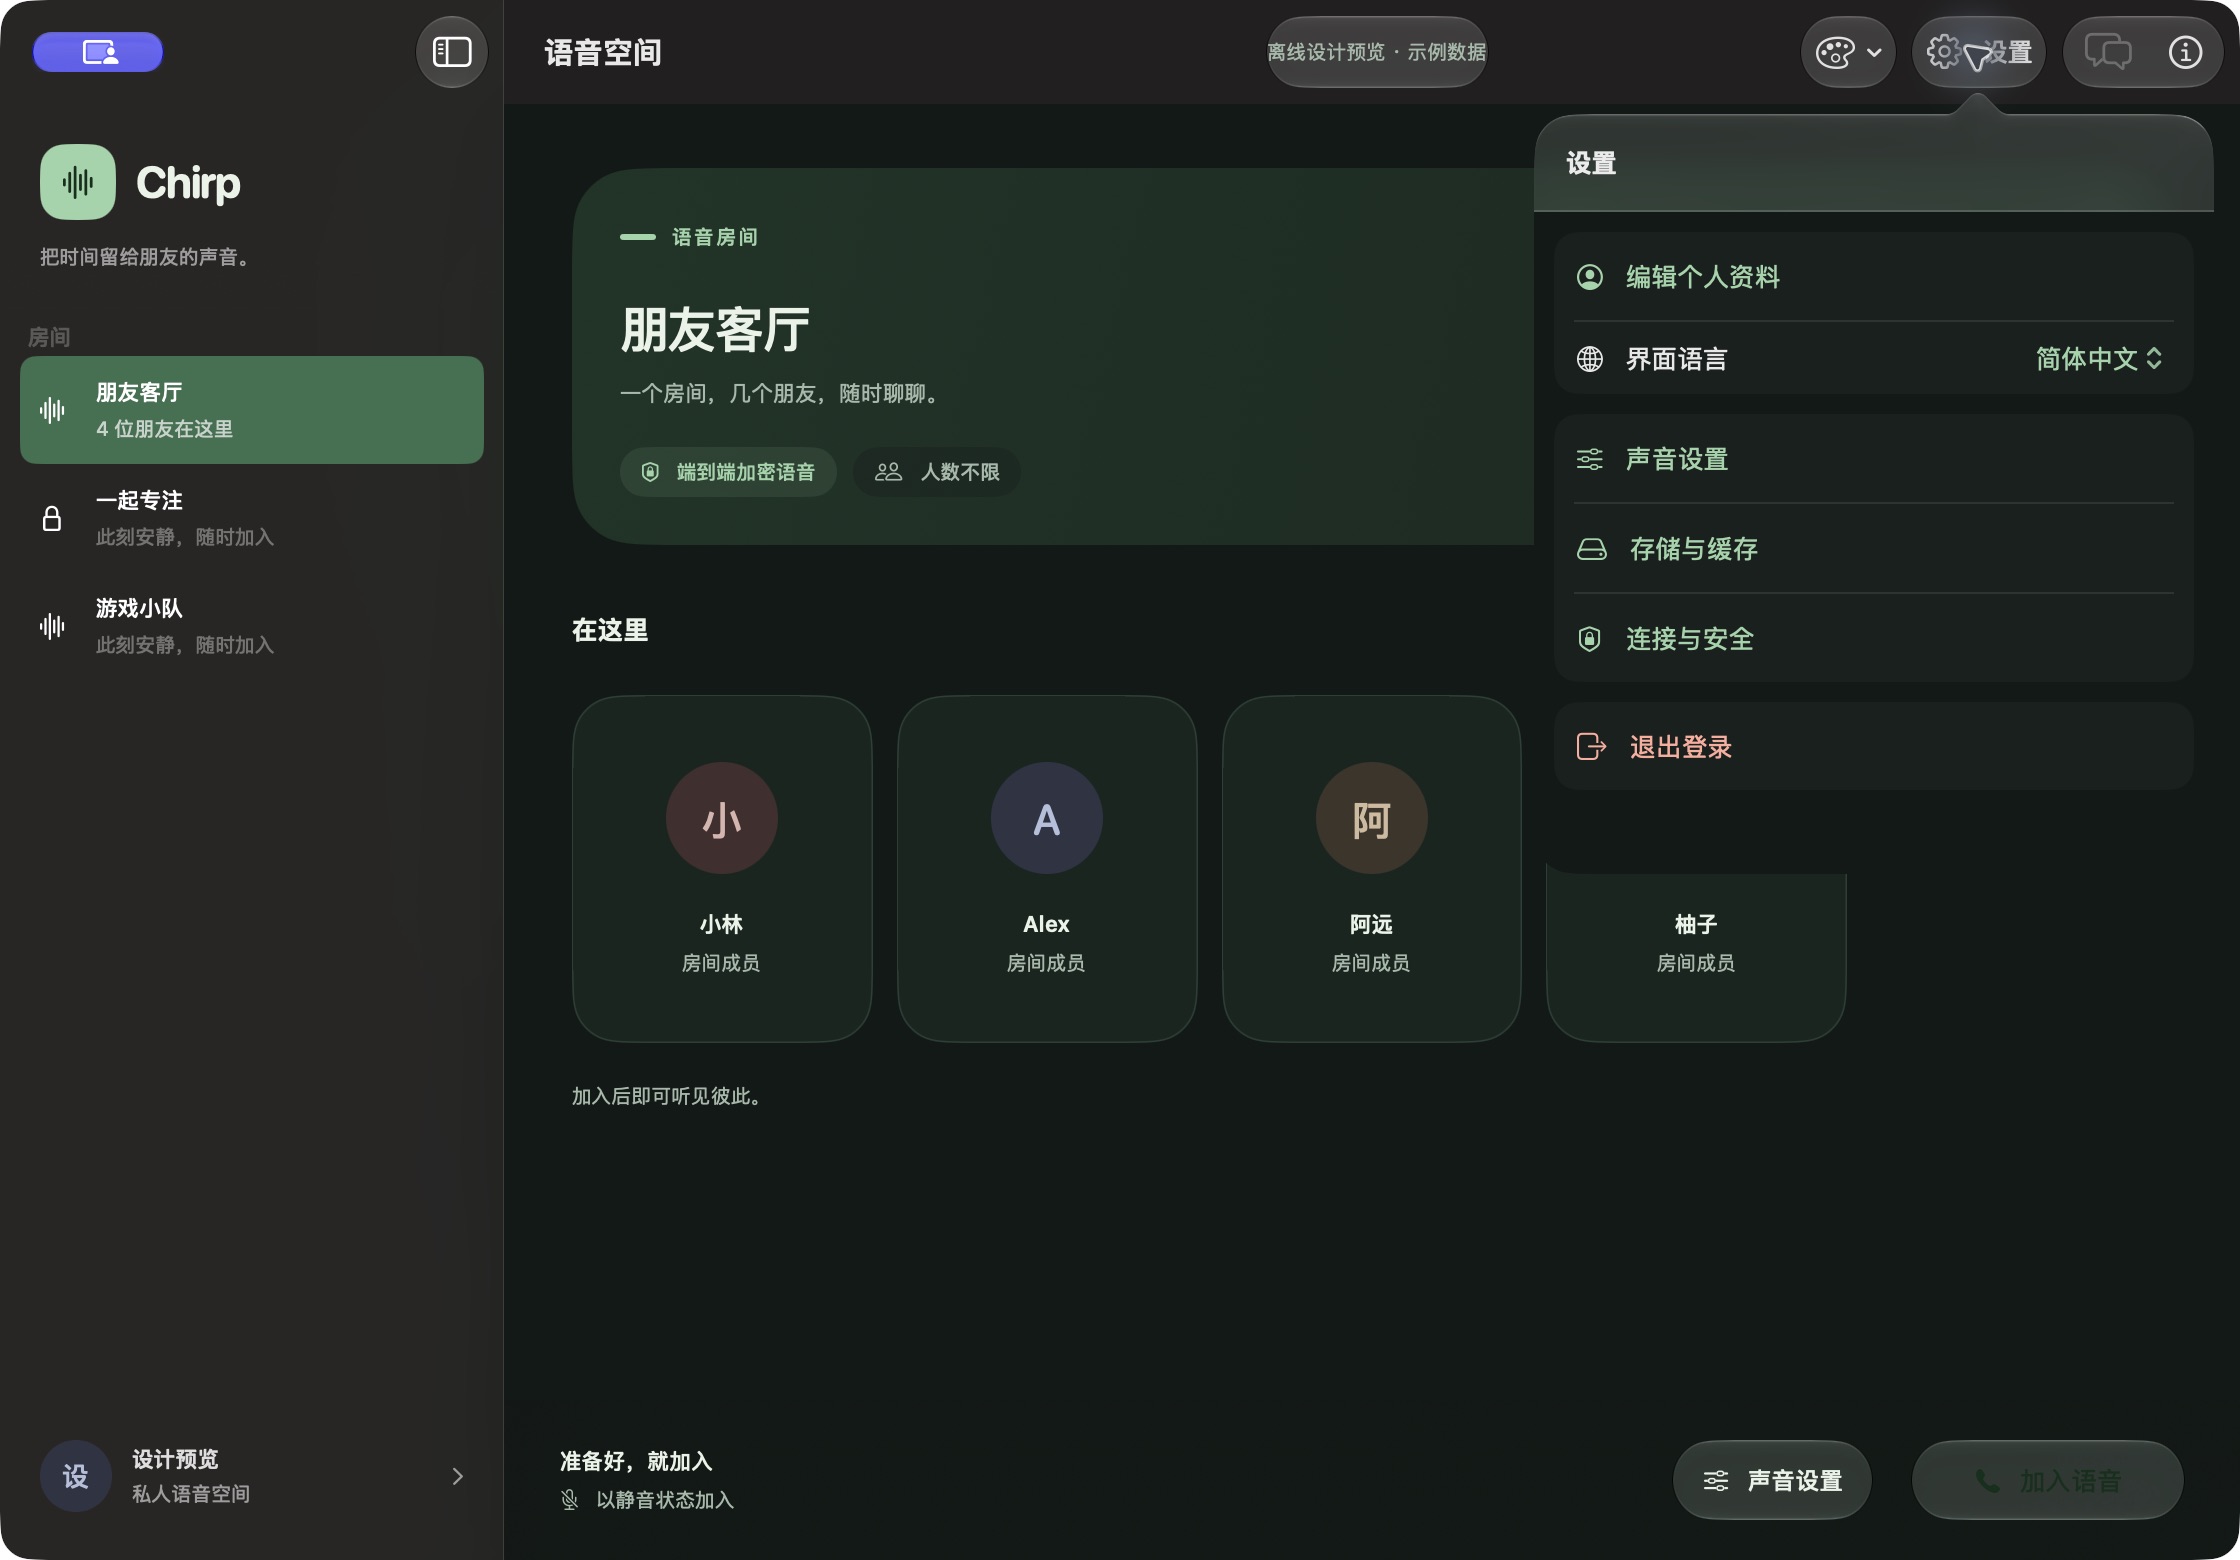 语音空间
离线设计预览 · 示例数据
设置
Chirp
把时间留给朋友的声音。
房间
朋友客厅
4 位朋友在这里
一起专注
此刻安静，随时加入
游戏小队
此刻安静，随时加入
设
设计预览
私人语音空间
语音房间
朋友客厅
一个房间，几个朋友，随时聊聊。
端到端加密语音
人数不限
在这里
小
小林
房间成员
A
Alex
房间成员
阿
阿远
房间成员
柚子
房间成员
加入后即可听见彼此。
准备好，就加入
以静音状态加入
声音设置
加入语音
设置
编辑个人资料
界面语言
简体中文
声音设置
存储与缓存
连接与安全
退出登录